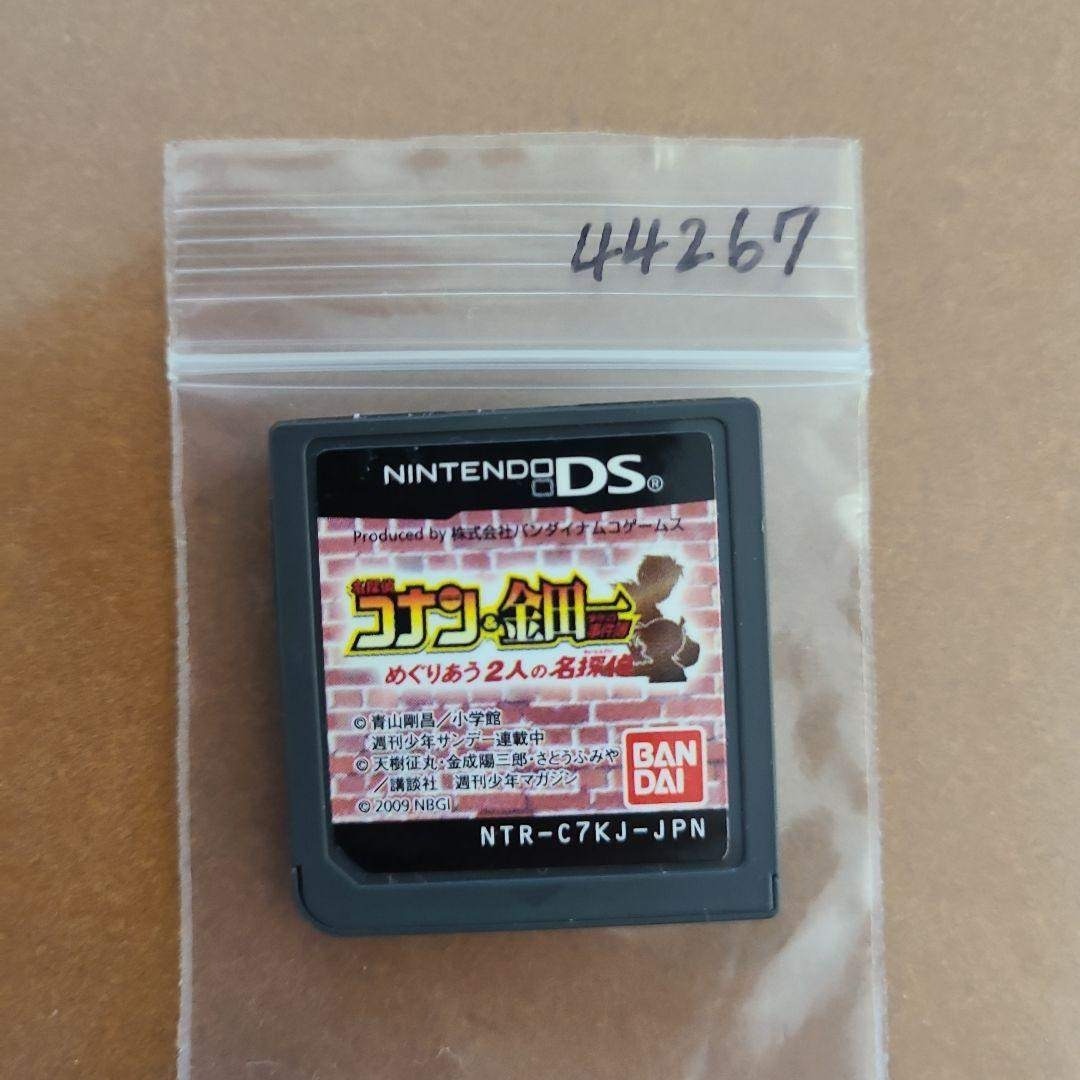 44267
NINTENDO DS®
Produced by 株式会社バンダイナムコゲームス
名探偵
コナン&金田一
少年の
事件簿
めぐりあう2人の名探偵
©青山剛昌/小学館
週刊少年サンデー連載中
©天樹征丸・金成陽三郎・さとうふみや
/講談社 週刊少年マガジン
©2009 NBGI
BAN
DAI
NTR-C7KJ-JPN